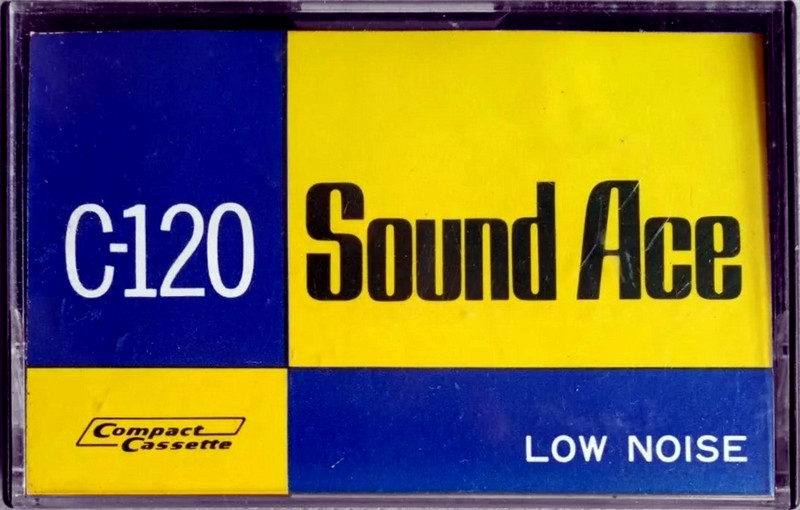 C-120
Sound Ace
Compact
Cassette
LOW NOISE